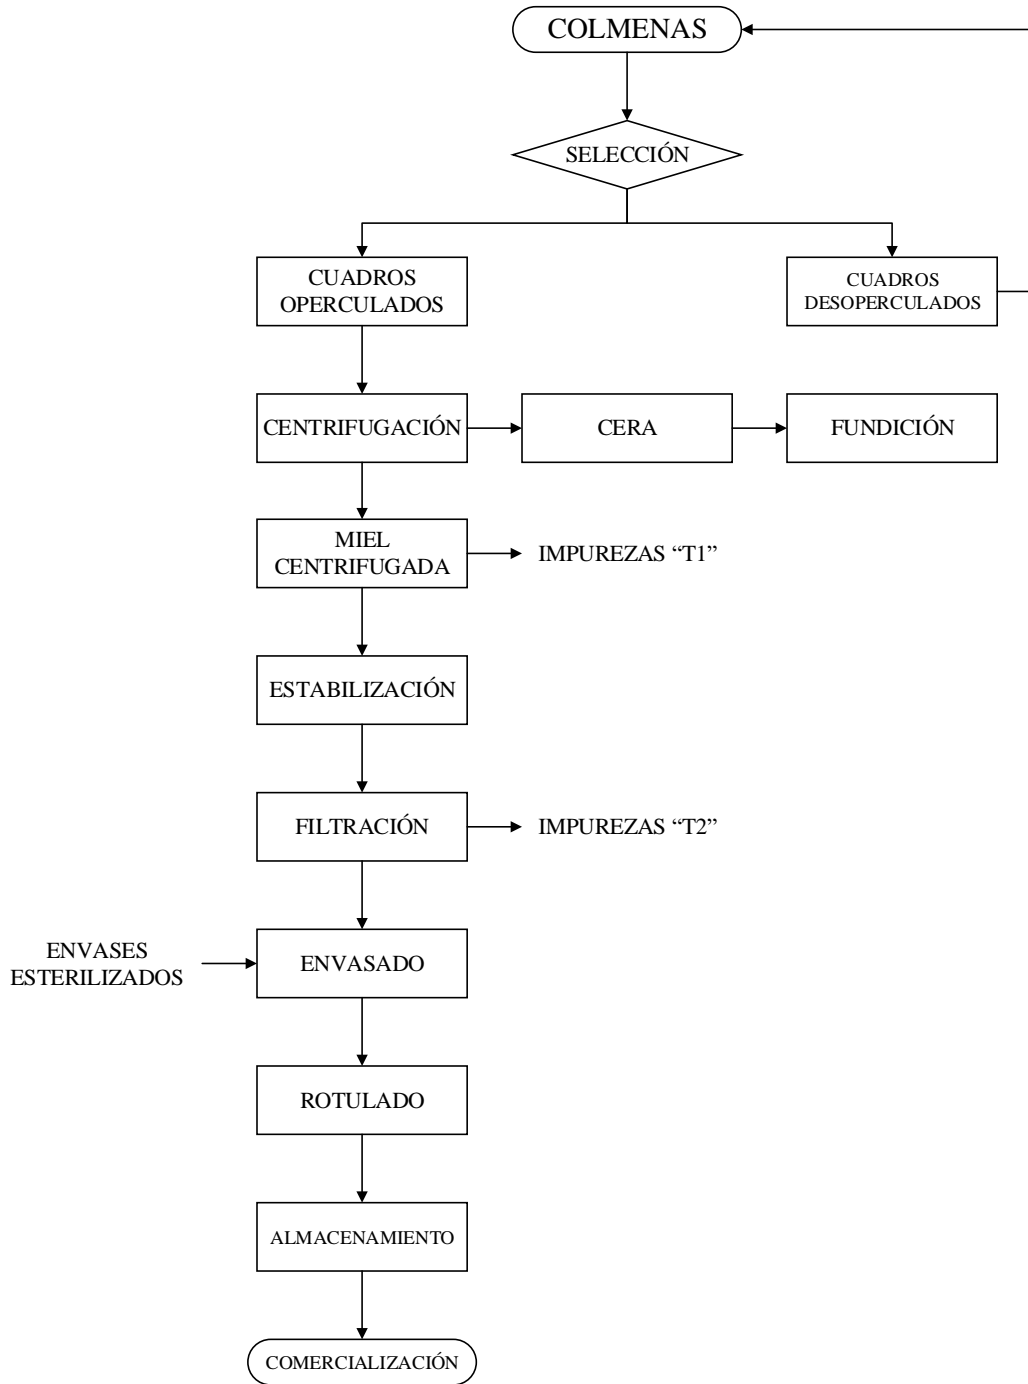 COLMENAS
SELECCIÓN
CUADROS
OPERCULADOS
CUADROS
DESOPERCULADOS
CENTRIFUGACIÓN
CERA
FUNDICIÓN
MIEL
CENTRIFUGADA
IMPUREZAS “T1”
ESTABILIZACIÓN
FILTRACIÓN
IMPUREZAS “T2”
ENVASES
ESTERILIZADOS
ENVASADO
ROTULADO
ALMACENAMIENTO
COMERCIALIZACIÓN